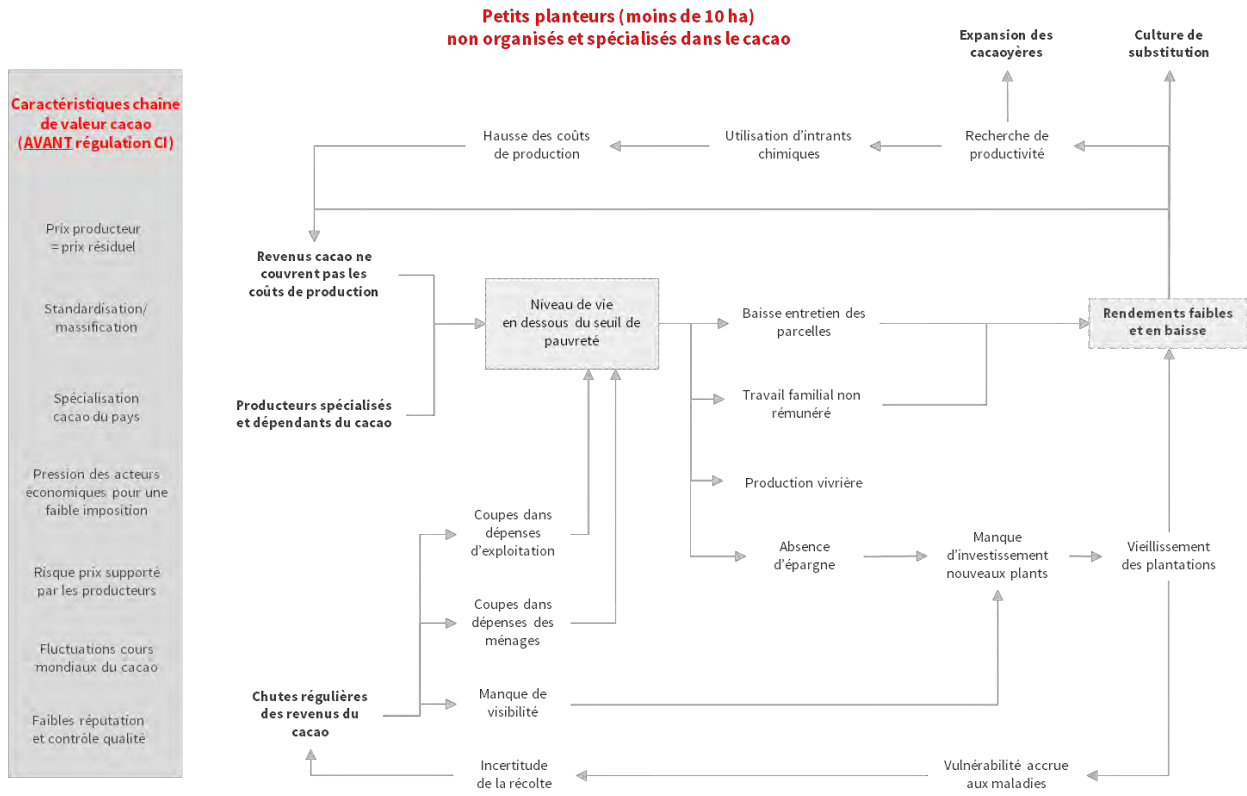 Petits planteurs (moins de 10 ha)
non organisés et spécialisés dans le cacao
Caractéristiques chaîne
de valeur cacao
(AVANT régulation CI)
Prix producteur
= prix résiduel
Standardisation/
massification
Spécialisation
cacao du pays
Pression des acteurs
économiques pour une
faible imposition
Risque prix supporté
par les producteurs
Fluctuations cours
mondiaux du cacao
Faibles réputation
et contrôle qualité
Expansion des
cacaoyères
Culture de
substitution
Hausse des coûts
de production
Utilisation d'intrants
chimiques
Recherche de
productivité
Revenus cacao ne
couvrent pas les
coûts de production
Niveau de vie
en dessous du seuil de
pauvreté
Baisse entretien des
parcelles
Rendements faibles
et en baisse
Producteurs spécialisés
et dépendants du cacao
Travail familial non
rémunéré
Production vivrière
Coupes dans
dépenses
d'exploitation
Absence
d'épargne
Manque
d'investissement
nouveaux plants
Vieillissement
des plantations
Coupes dans
dépenses des
ménages
Chutes régulières
des revenus du
cacao
Manque de
visibilité
Incertitude
de la récolte
Vulnérabilité accrue
aux maladies